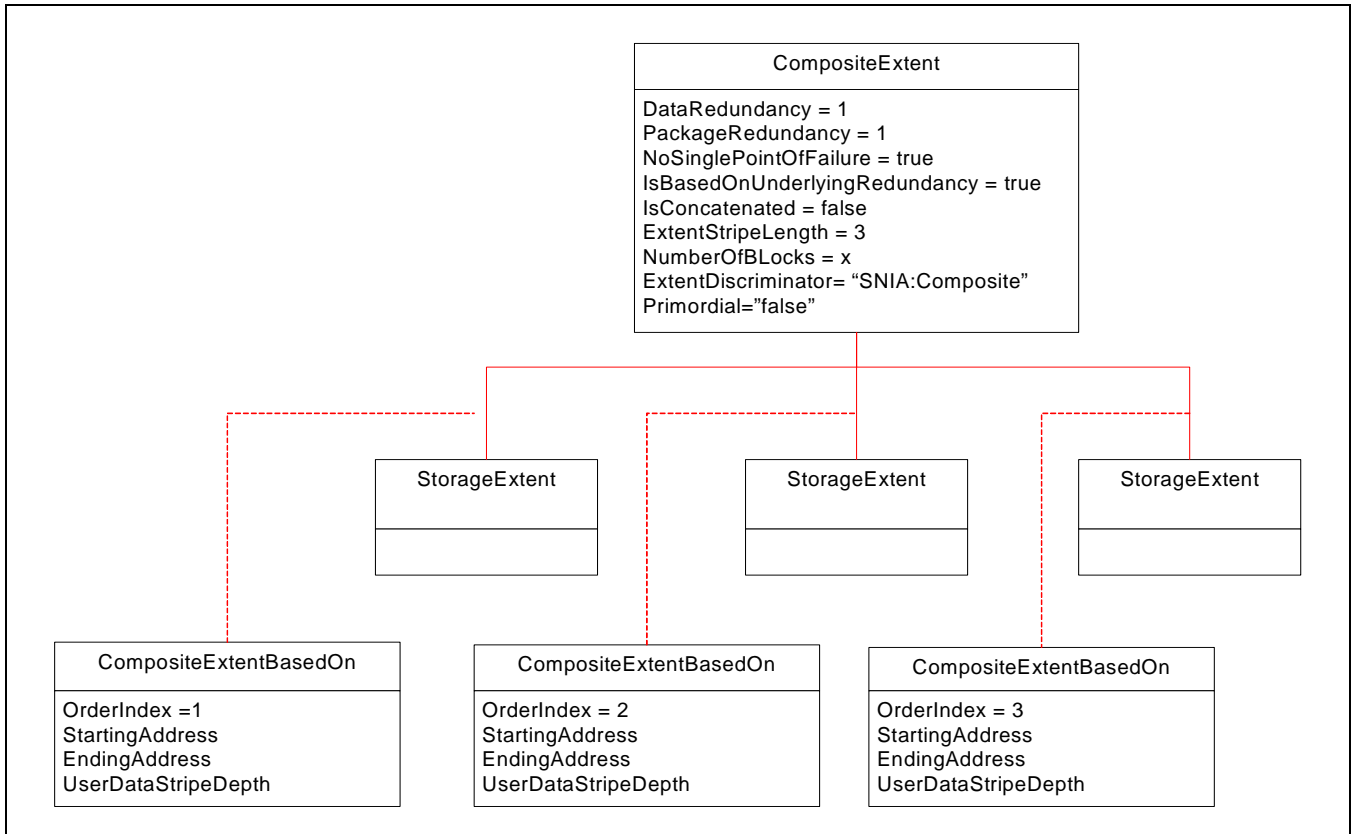 CompositeExtent
DataRedundancy = 1
PackageRedundancy = 1
NoSinglePointOfFailure = true
IsBasedOnUnderlyingRedundancy = true
IsConcatenated = false
ExtentStripeLength = 3
NumberOfBLocks = x
ExtentDiscriminator= “SNIA:Composite”
Primordial=”false”
StorageExtent
StorageExtent
StorageExtent
CompositeExtentBasedOn
OrderIndex =1
StartingAddress
EndingAddress
UserDataStripeDepth
CompositeExtentBasedOn
OrderIndex = 2
StartingAddress
EndingAddress
UserDataStripeDepth
CompositeExtentBasedOn
OrderIndex = 3
StartingAddress
EndingAddress
UserDataStripeDepth